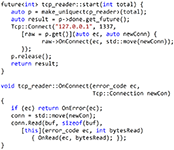 future<int> tcp_reader::start(int total) {
auto p = make_unique<tcp_reader>(total);
auto result = p->done.get_future();
Tcp::Connect("127.0.0.1", 1337,
[raw = p.get()](auto ec, auto newConn) {
raw->OnConnect(ec, std::move(newConn));
});
p.release();
return result;
}
void tcp_reader::OnConnect(error_code ec,
Tcp::Connection newCon)
{
if (ec) return OnError(ec);
conn = std::move(newCon);
conn.Read(buf, sizeof(buf),
[this](error_code ec, int bytesRead)
{ OnRead(ec, bytesRead); });
}